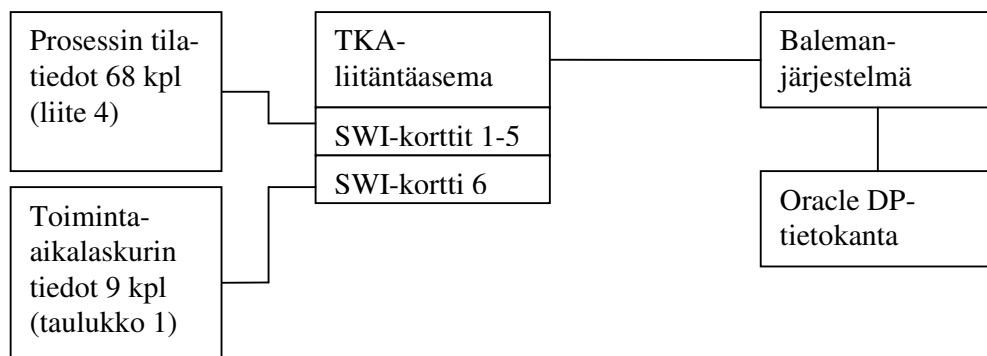 Prosessin tila-
tiedot 68 kpl
(liite 4)
Toiminta-
aikalaskurin
tiedot 9 kpl
(taulukko 1)
TKA-
liitäntäasema
SWI-korttit 1-5
SWI-kortti 6
Baleman-
järjestelmä
Oracle DP-
tietokanta